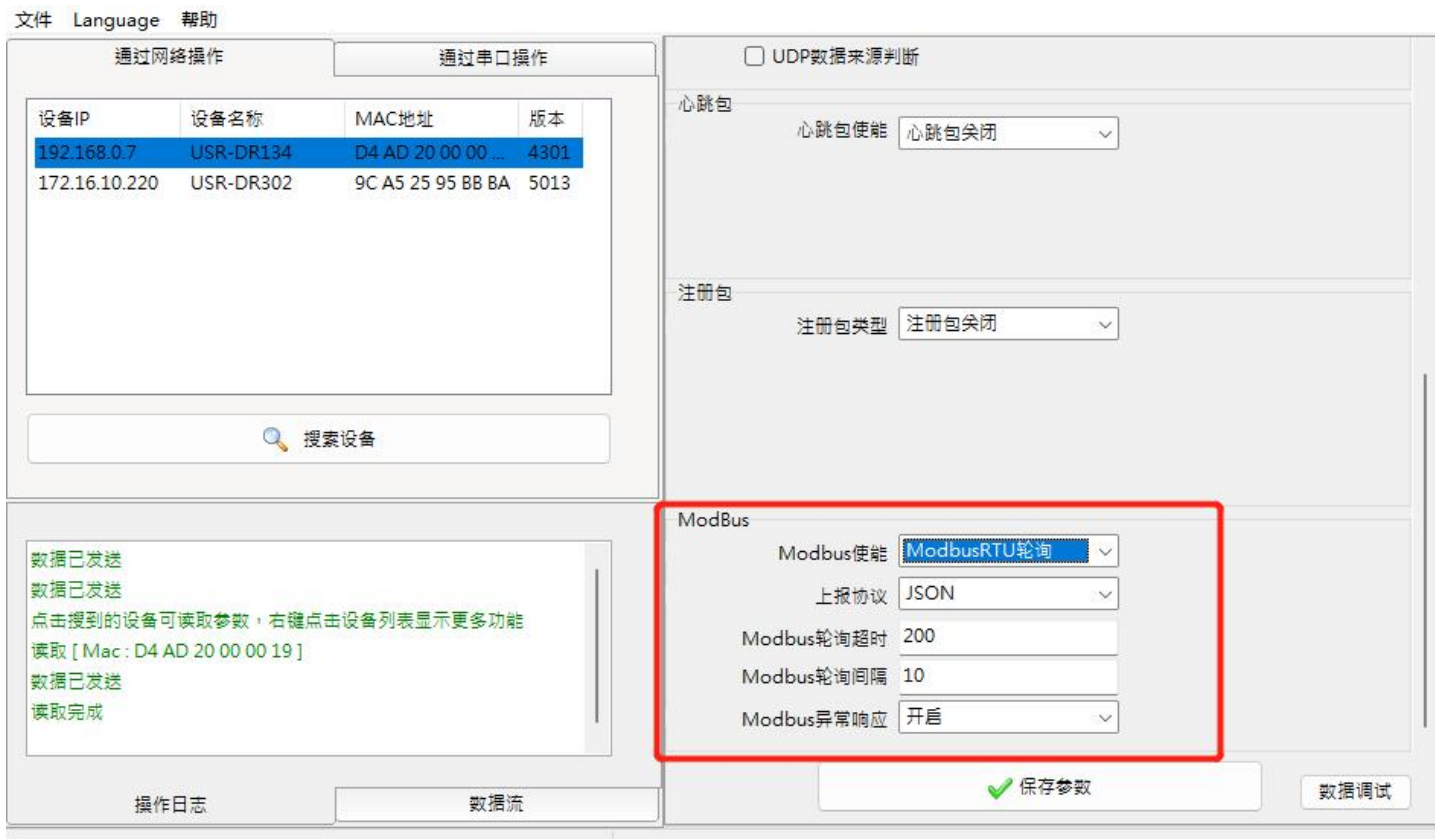 文件 Language 帮助
通过网络操作 通过串口操作
设备IP 设备名称 MAC地址 版本
192.168.0.7 USR-DR134 D4 AD 20 00 00 ... 4301
172.16.10.220 USR-DR302 9C A5 25 95 BB BA 5013
搜索设备
数据已发送
数据已发送
点击搜到的设备可读取参数，右键点击设备列表显示更多功能
读取 [ Mac : D4 AD 20 00 00 19 ]
数据已发送
读取完成
操作日志 数据流
UDP数据来源判断
心跳包
心跳包使能 心跳包关闭
注册包
注册包类型 注册包关闭
ModBus
Modbus使能 ModbusRTU轮询
上报协议 JSON
Modbus轮询超时 200
Modbus轮询间隔 10
Modbus异常响应 开启
保存参数 数据调试